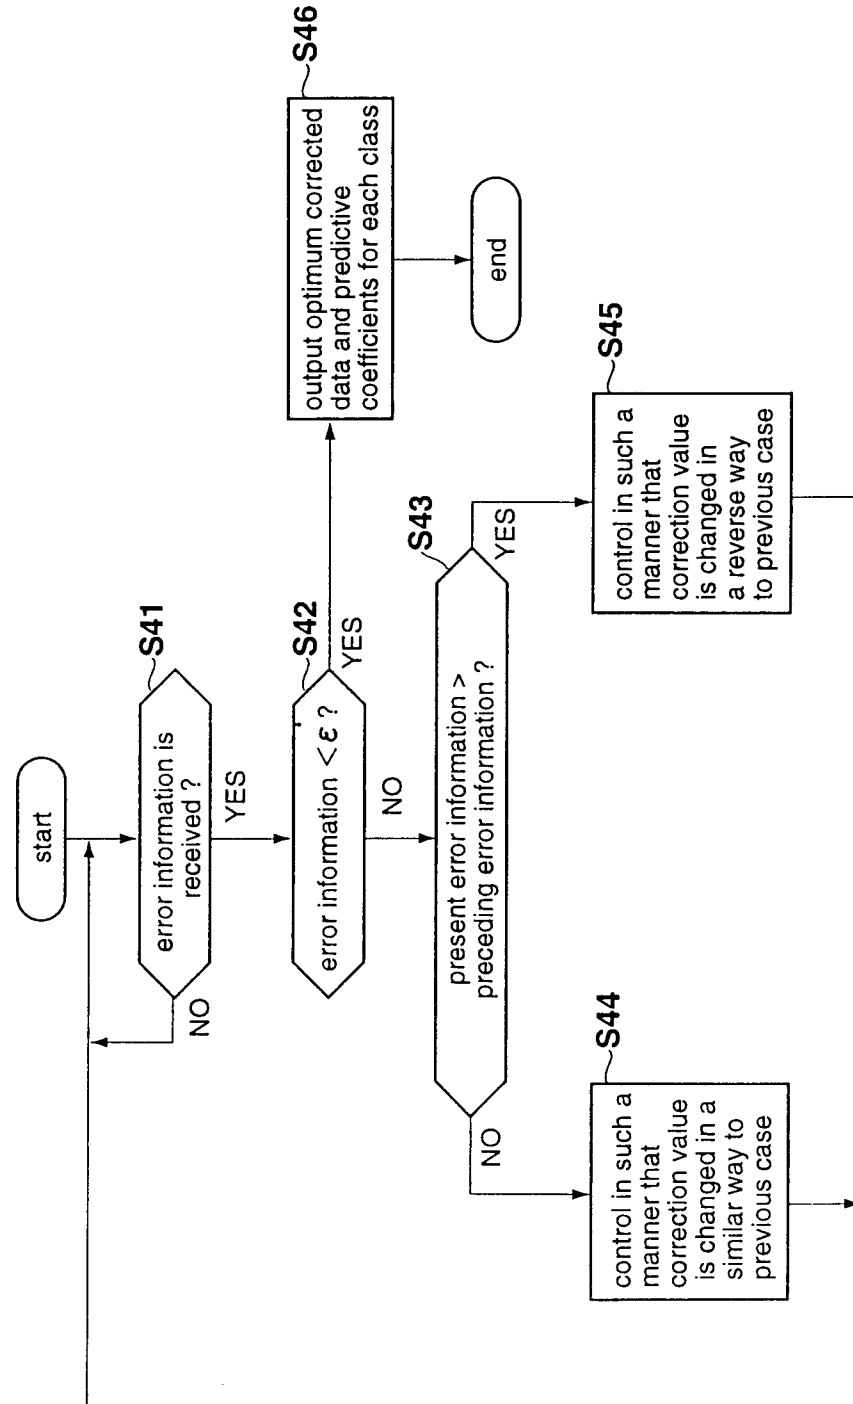 start
S41
error information is
received ?
NO
YES
S42
error information < ε ?
YES
NO
S46
output optimum corrected
data and predictive
coefficients for each class
end
S43
present error information >
preceding error information ?
NO
YES
S44
control in such a
manner that
correction value
is changed in a
similar way to
previous case
S45
control in such a
manner that
correction value
is changed in
a reverse way
to previous case